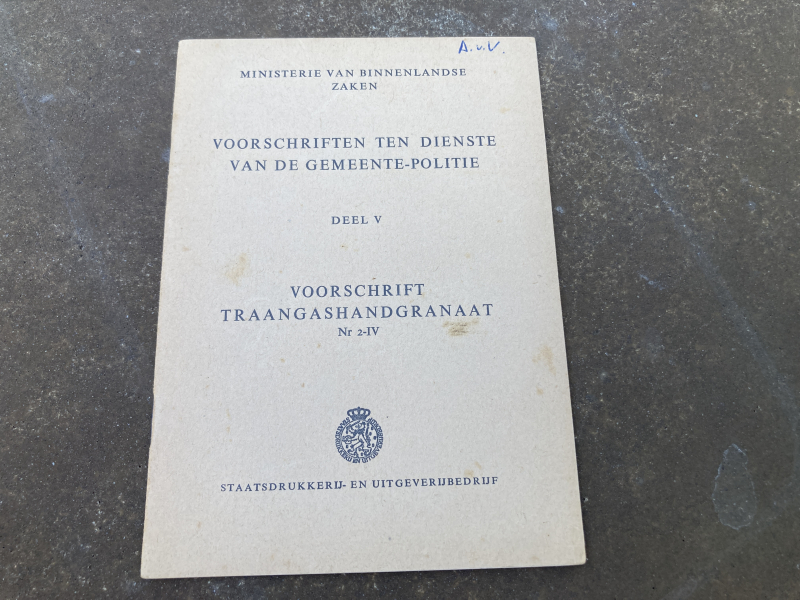 A.v.V.
MINISTERIE VAN BINNENLANDSE
ZAKEN
VOORSCHRIFTEN TEN DIENSTE
VAN DE GEMEENTE-POLITIE
DEEL V
VOORSCHRIFT
TRAANGASHANDGRANAAT
Nr 2-IV
STAATSDRUKKERIJ- EN UITGEVERIJBEDRIJF